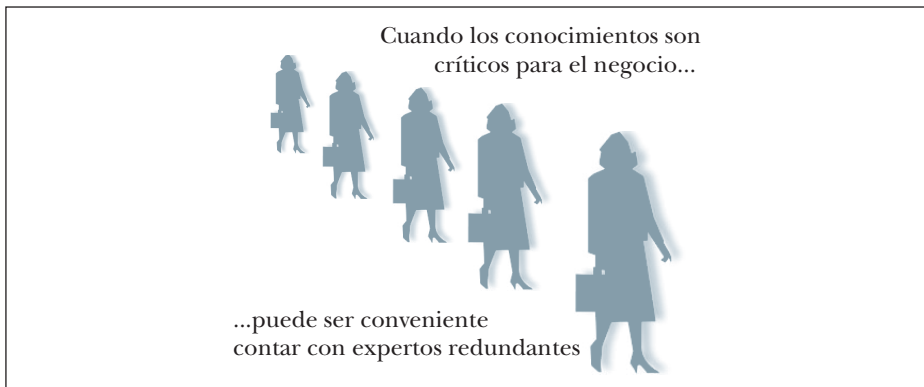 Cuando los conocimientos son
críticos para el negocio...
...puede ser conveniente
contar con expertos redundantes